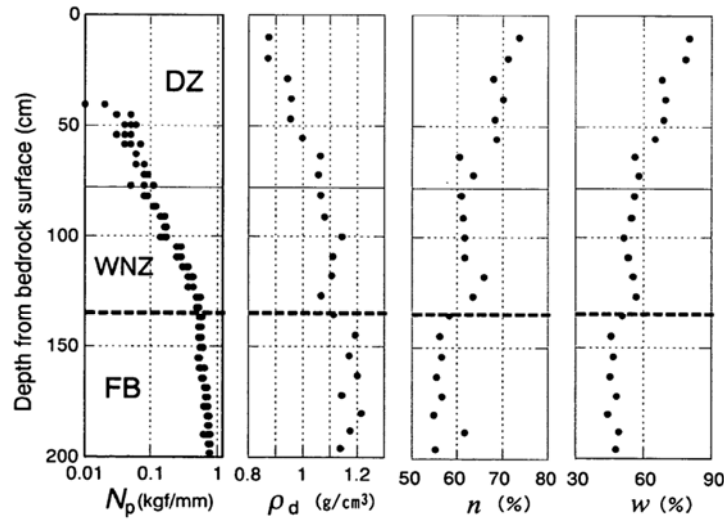 Depth from bedrock surface (cm)
0
50
100
150
200
DZ
WNZ
FB
0.01 0.1 1
0.8 1 1.2
50 60 70 80
30 60 90
Np (kgf/mm)
ρd (g/cm³)
n (%)
w (%)